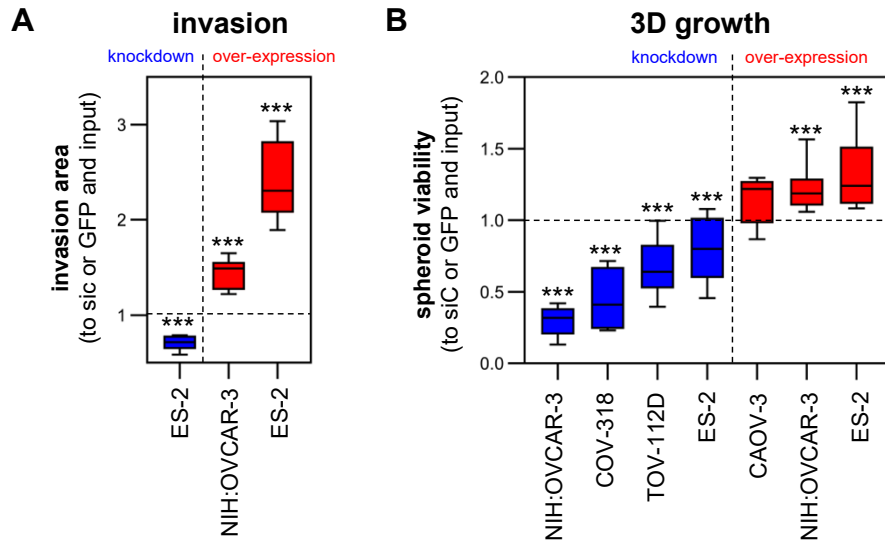 A
invasion
knockdown
over-expression
invasion area
(to sic or GFP and input)
3
2
1
***
***
***
ES-2
NIH:OVCAR-3
ES-2
B
3D growth
knockdown
over-expression
spheroid viability
(to siC or GFP and input)
2.0
1.5
1.0
0.5
0.0
***
***
***
***
***
***
NIH:OVCAR-3
COV-318
TOV-112D
ES-2
CAOV-3
NIH:OVCAR-3
ES-2